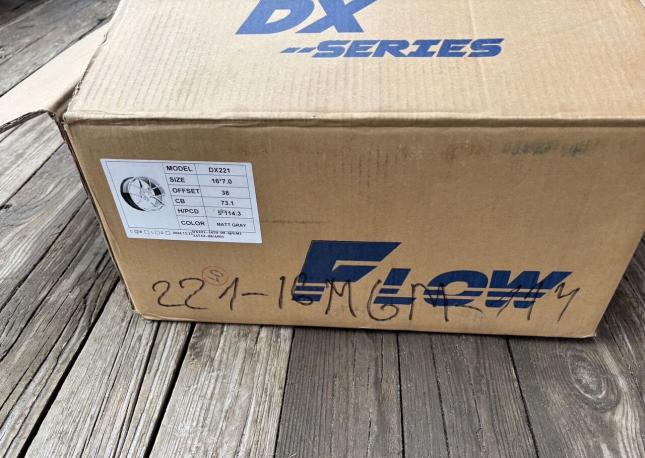 DX
--SERIES
MODEL DX221
SIZE 16*7.0
OFFSET 38
CB 73.1
H/PCD 5*114.3
COLOR MATT GRAY
FLOW
221-16MGM-114